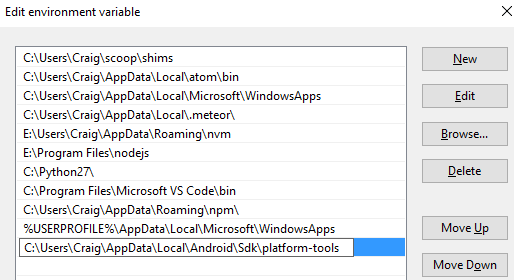 Edit environment variable
C:\Users\Craig\scoop\shims
C:\Users\Craig\AppData\Local\atom\bin
C:\Users\Craig\AppData\Local\Microsoft\WindowsApps
C:\Users\Craig\AppData\Local\.meteor\
E:\Users\Craig\AppData\Roaming\nvm
E:\Program Files\nodejs
C:\Python27\
C:\Program Files\Microsoft VS Code\bin
C:\Users\Craig\AppData\Roaming\npm\
%USERPROFILE%\AppData\Local\Microsoft\WindowsApps
C:\Users\Craig\AppData\Local\Android\Sdk\platform-tools
New
Edit
Browse...
Delete
Move Up
Move Down